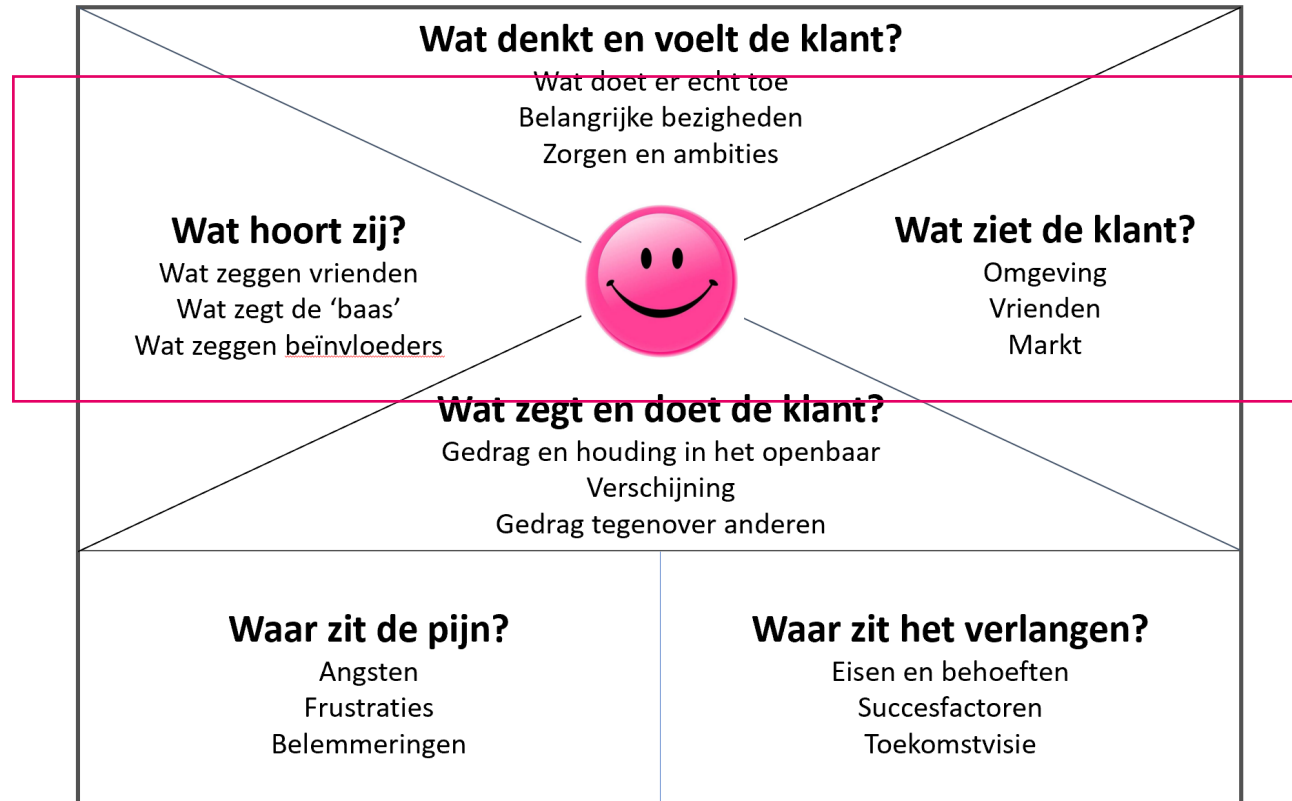 Wat denkt en voelt de klant?
Wat doet er echt toe
Belangrijke bezigheden
Zorgen en ambities
Wat hoort zij?
Wat zeggen vrienden
Wat zegt de ‘baas’
Wat zeggen beïnvloeders
Wat ziet de klant?
Omgeving
Vrienden
Markt
Wat zegt en doet de klant?
Gedrag en houding in het openbaar
Verschijning
Gedrag tegenover anderen
Waar zit de pijn?
Angsten
Frustraties
Belemmeringen
Waar zit het verlangen?
Eisen en behoeften
Succesfactoren
Toekomstvisie